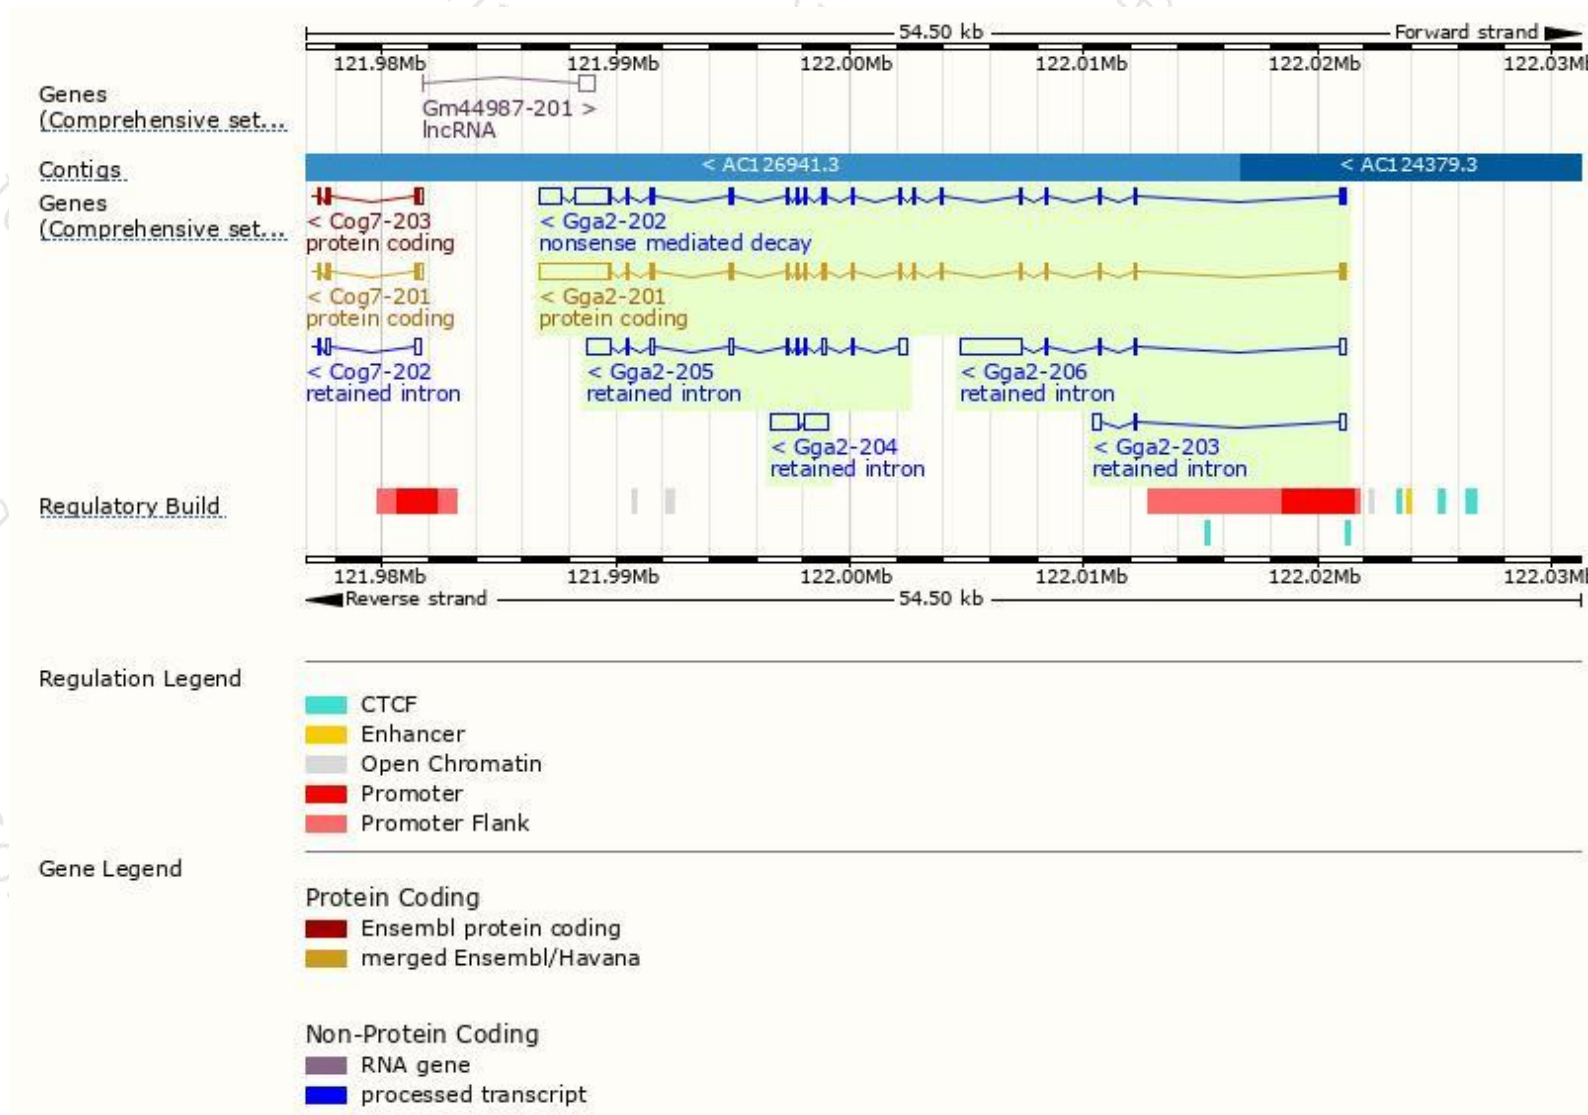 54.50 kb Forward strand
121.98Mb 121.99Mb 122.00Mb 122.01Mb 122.02Mb 122.03Mb
Genes
(Comprehensive set...
Gm44987-201 >
lncRNA
Contigs
< AC126941.3 < AC124379.3
Genes
(Comprehensive set...
< Cog7-203 < Gga2-202
protein coding nonsense mediated decay
< Cog7-201 < Gga2-201
protein coding protein coding
< Cog7-202 < Gga2-205 < Gga2-206
retained intron retained intron retained intron
< Gga2-204 < Gga2-203
retained intron retained intron
Regulatory Build
121.98Mb 121.99Mb 122.00Mb 122.01Mb 122.02Mb 122.03Mb
Reverse strand 54.50 kb
Regulation Legend
CTCF
Enhancer
Open Chromatin
Promoter
Promoter Flank
Gene Legend
Protein Coding
Ensembl protein coding
merged Ensembl/Havana
Non-Protein Coding
RNA gene
processed transcript